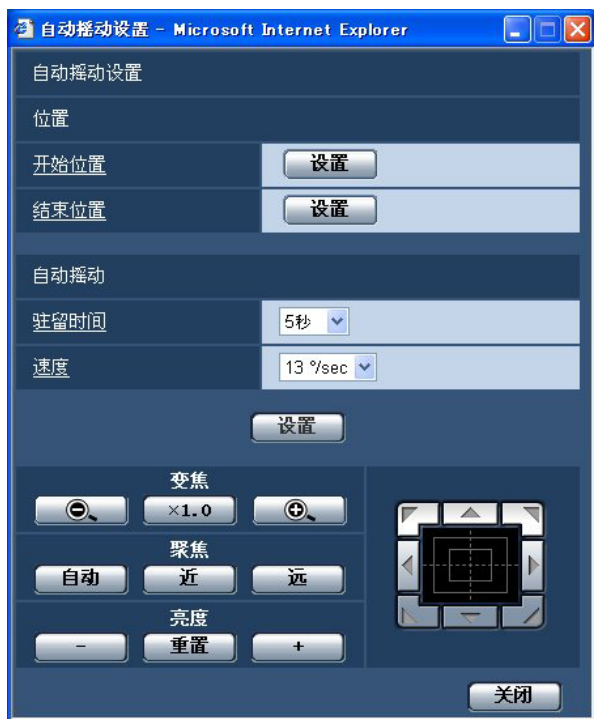 自动摇动设置 - Microsoft Internet Explorer
自动摇动设置
位置
开始位置 设置
结束位置 设置
自动摇动
驻留时间 5秒
速度 13 °/sec
设置
变焦
×1.0
聚焦
自动 近 远
亮度
- 重置 +
关闭